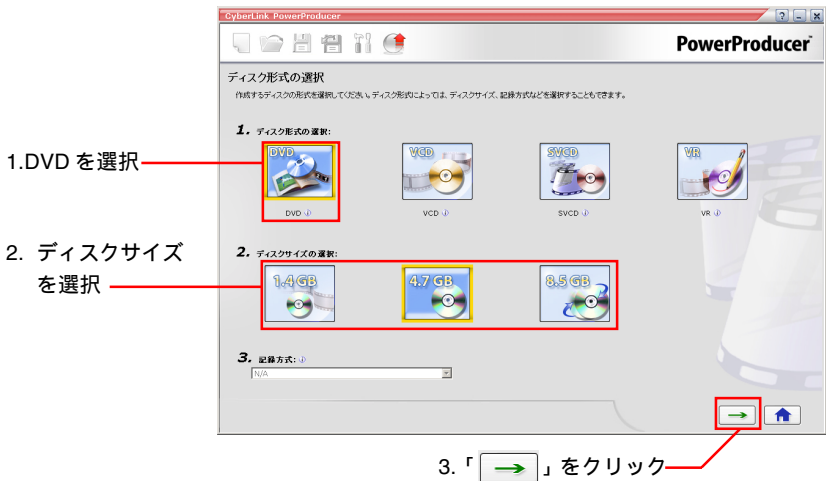 CyberLink PowerProducer
PowerProducer
ディスク形式の選択
作成するディスクの形式を選択してください。ディスク形式によっては、ディスクサイズ、記録方式などを選択することもできます。
1. ディスク形式の選択:
DVD
VCD
SVCD
VR
DVD
VCD
SVCD
VR
1.DVD を選択
2. ディスクサイズの選択:
1.4 GB
4.7 GB
8.5 GB
2. ディスクサイズ
を選択
3. 記録方式:
N/A
3.「 → 」をクリック